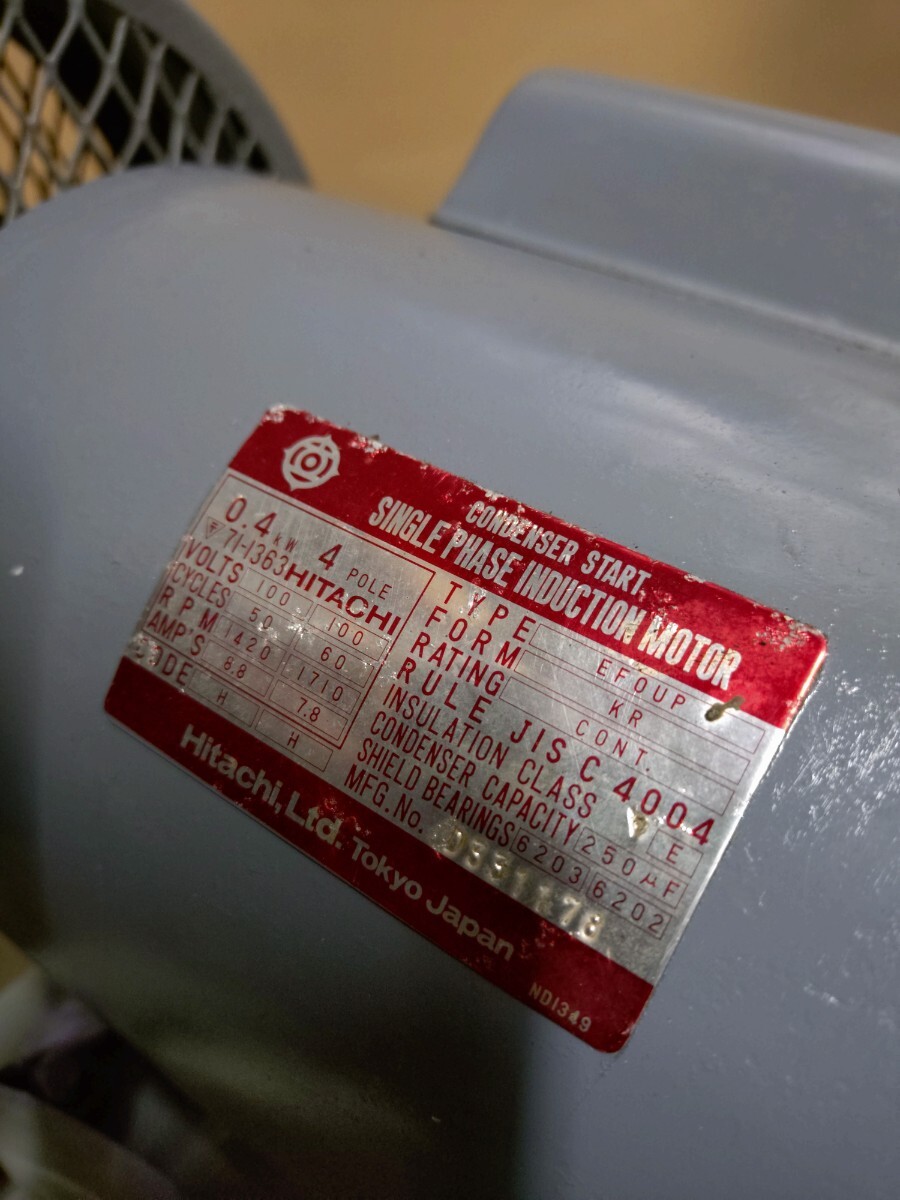 CONDENSER START,
SINGLE PHASE INDUCTION MOTOR
0.4 kW 4 POLE
71-1363 HITACHI
VOLTS 100 100
CYCLES 50 60
R P M 1420 1710
AMP'S 8.8 7.8
CODE H H
TYPE EFOUP
FORM KR
RATING CONT.
RULE JIS C 4004
INSULATION CLASS E
CONDENSER CAPACITY 250μF
SHIELD BEARINGS 6203 6202
MFG.No.
Hitachi, Ltd. Tokyo Japan
ND1349